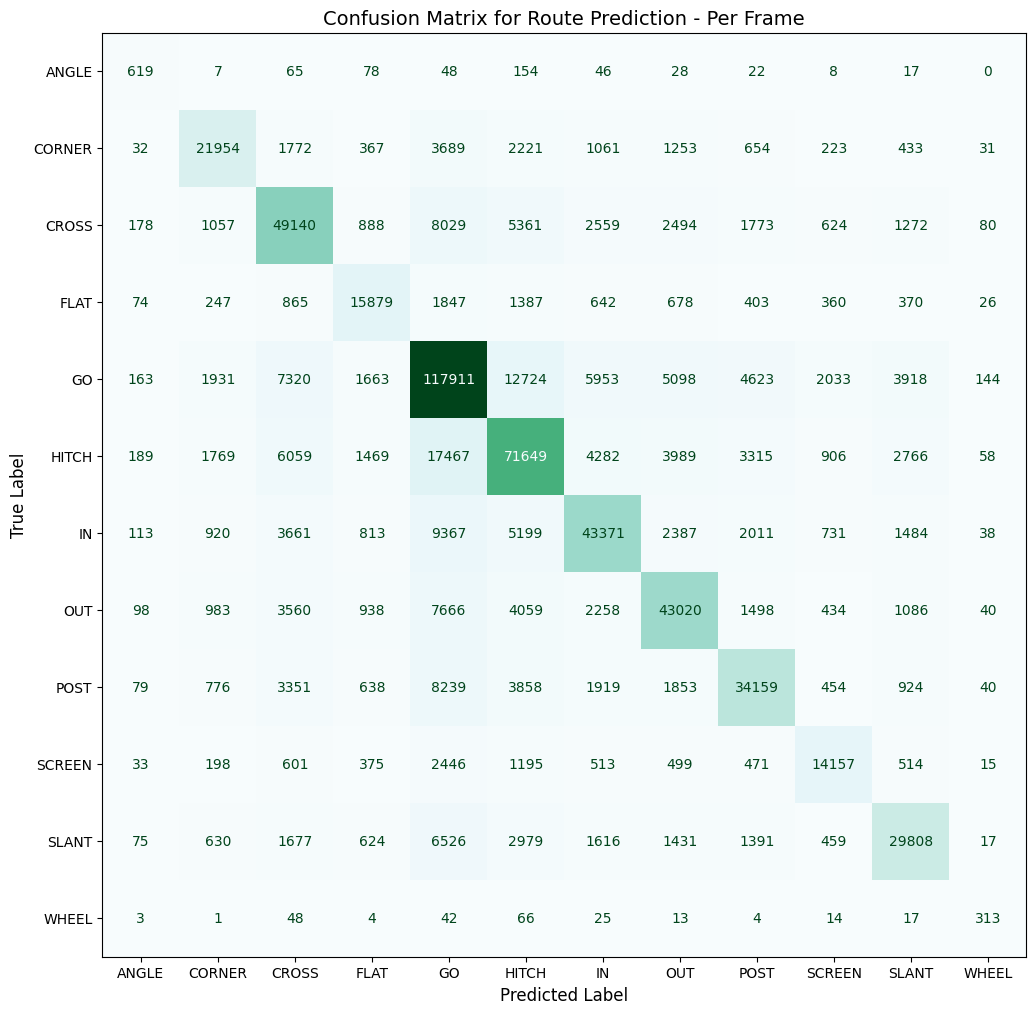 Confusion Matrix for Route Prediction - Per Frame
True Label
ANGLE 619 7 65 78 48 154 46 28 22 8 17 0
CORNER 32 21954 1772 367 3689 2221 1061 1253 654 223 433 31
CROSS 178 1057 49140 888 8029 5361 2559 2494 1773 624 1272 80
FLAT 74 247 865 15879 1847 1387 642 678 403 360 370 26
GO 163 1931 7320 1663 117911 12724 5953 5098 4623 2033 3918 144
HITCH 189 1769 6059 1469 17467 71649 4282 3989 3315 906 2766 58
IN 113 920 3661 813 9367 5199 43371 2387 2011 731 1484 38
OUT 98 983 3560 938 7666 4059 2258 43020 1498 434 1086 40
POST 79 776 3351 638 8239 3858 1919 1853 34159 454 924 40
SCREEN 33 198 601 375 2446 1195 513 499 471 14157 514 15
SLANT 75 630 1677 624 6526 2979 1616 1431 1391 459 29808 17
WHEEL 3 1 48 4 42 66 25 13 4 14 17 313
ANGLE CORNER CROSS FLAT GO HITCH IN OUT POST SCREEN SLANT WHEEL
Predicted Label